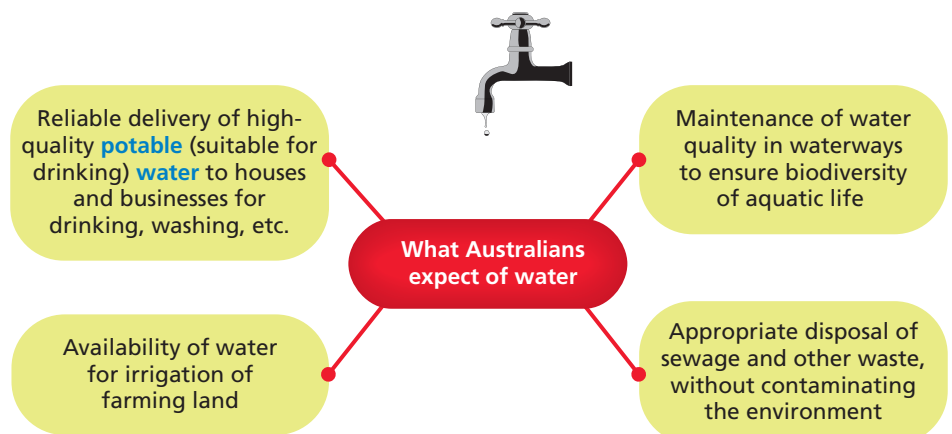 Reliable delivery of high-
quality potable (suitable for
drinking) water to houses
and businesses for
drinking, washing, etc.
Maintenance of water
quality in waterways
to ensure biodiversity
of aquatic life
What Australians
expect of water
Availability of water
for irrigation of
farming land
Appropriate disposal of
sewage and other waste,
without contaminating
the environment